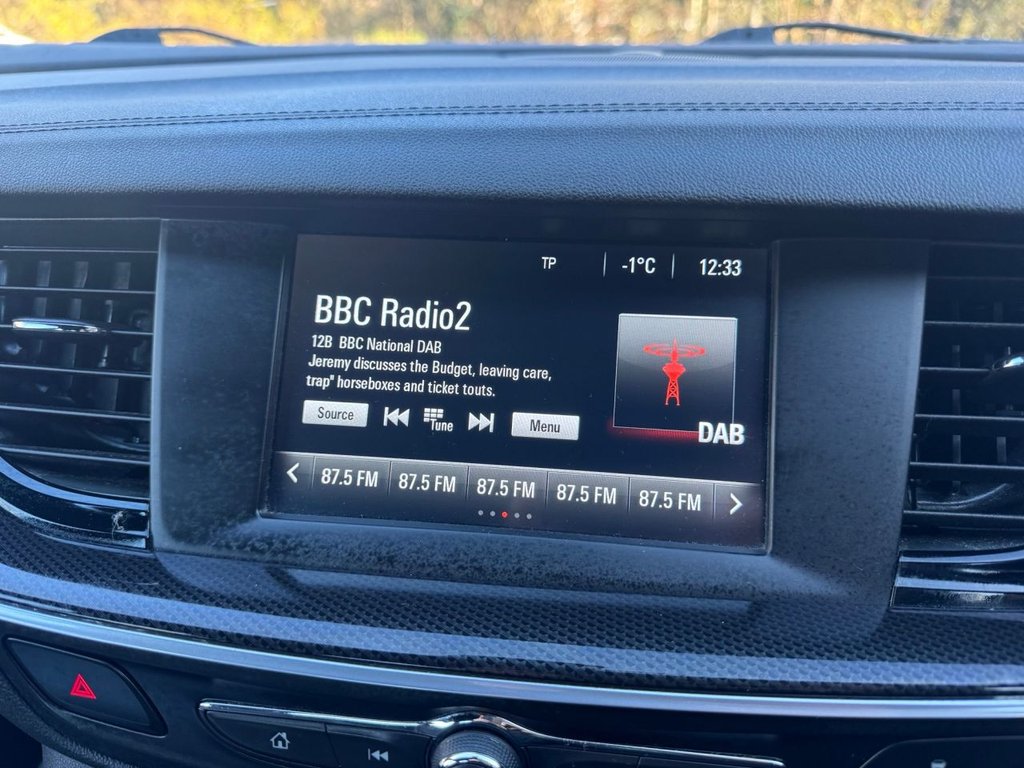 TP -1°C 12:33
BBC Radio2
12B BBC National DAB
Jeremy discusses the Budget, leaving care,
trap" horseboxes and ticket touts.
Source Tune Menu
DAB
87.5 FM 87.5 FM 87.5 FM 87.5 FM 87.5 FM